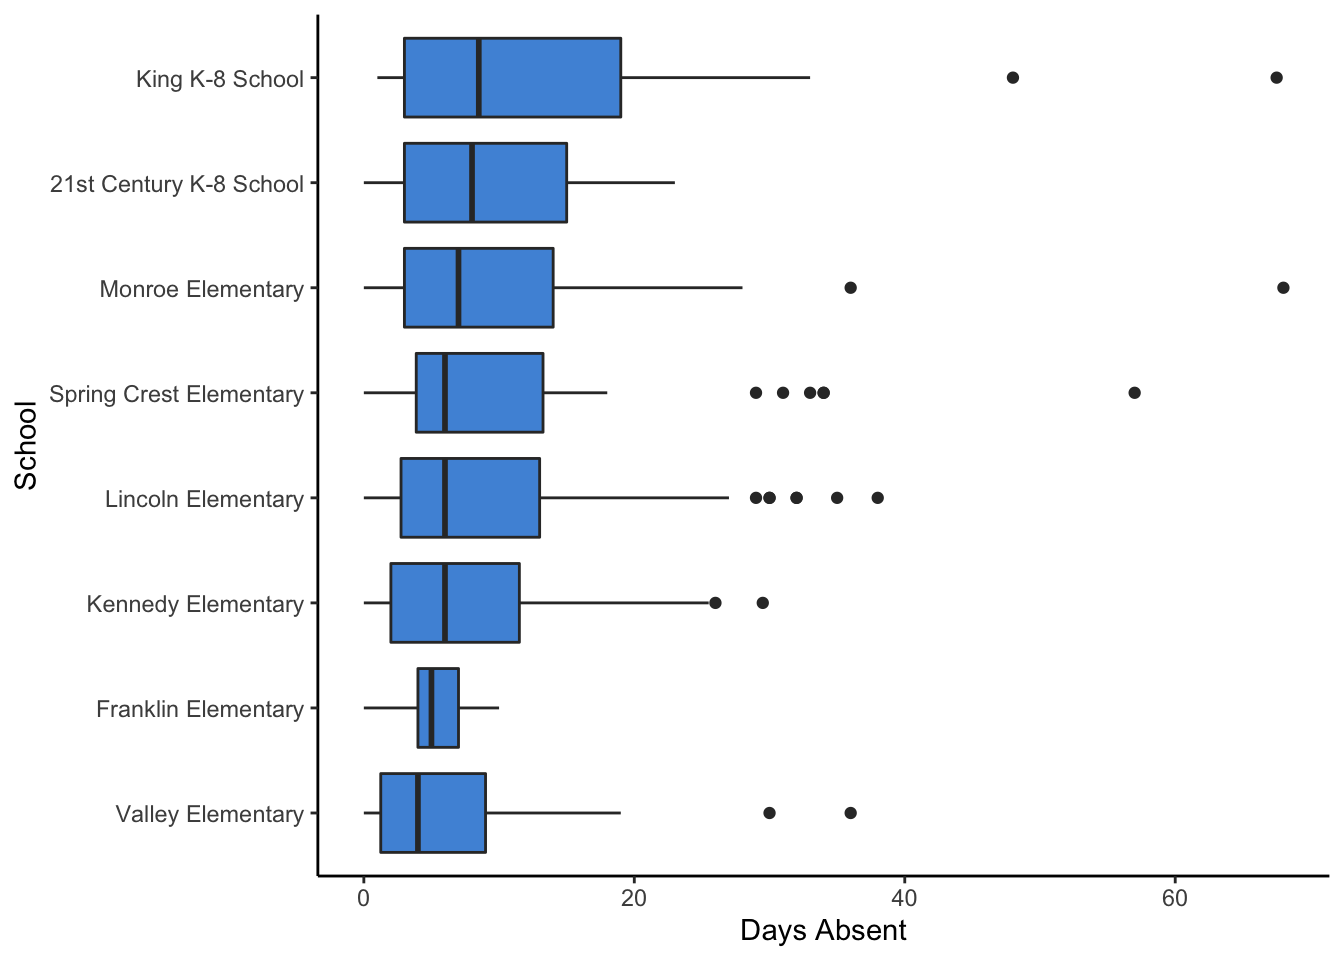 King K-8 School
21st Century K-8 School
Monroe Elementary
Spring Crest Elementary
Lincoln Elementary
Kennedy Elementary
Franklin Elementary
Valley Elementary
School
0 20 40 60
Days Absent